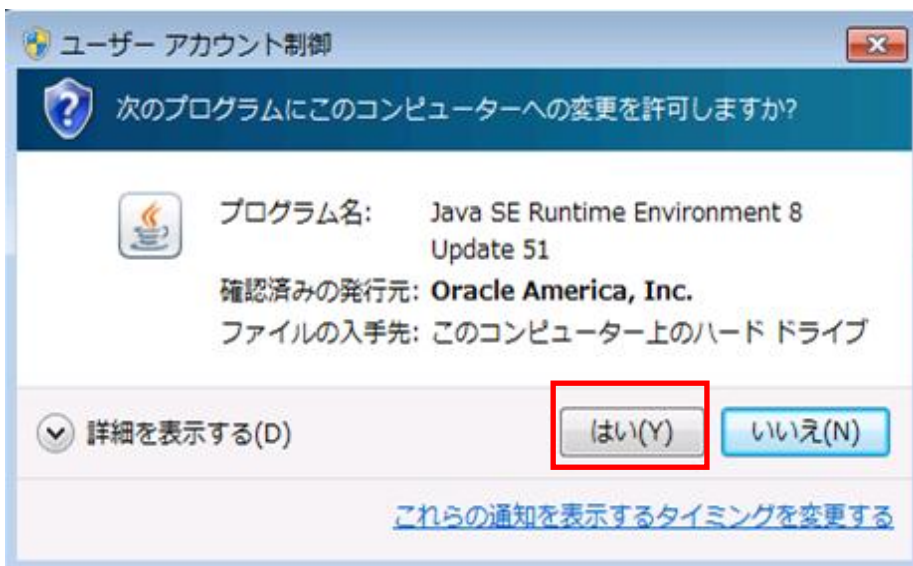 ユーザー アカウント制御
次のプログラムにこのコンピューターへの変更を許可しますか?
プログラム名: Java SE Runtime Environment 8
Update 51
確認済みの発行元: Oracle America, Inc.
ファイルの入手先: このコンピューター上のハード ドライブ
詳細を表示する(D) はい(Y) いいえ(N)
これらの通知を表示するタイミングを変更する